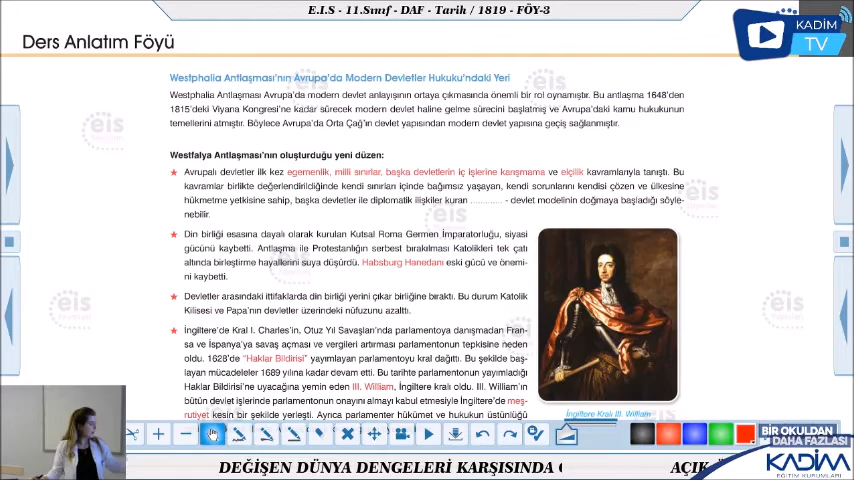 E.I.S - 11.Sınıf - DAF - Tarih / 1819 - FÖY-3
KADİM
TV
Ders Anlatım Föyü
Westphalia Antlaşması'nın Avrupa'da Modern Devletler Hukuku'ndaki Yeri
Westphalia Antlaşması Avrupa'da modern devlet anlayışının ortaya çıkmasında önemli bir rol oynamıştır. Bu antlaşma 1648'den
1815'deki Viyana Kongresi'ne kadar sürecek modern devlet haline gelme sürecini başlatmış ve Avrupa'daki kamu hukukunun
temellerini atmıştır. Böylece Avrupa'da Orta Çağ'ın devlet yapısından modern devlet yapısına geçiş sağlanmıştır.
Westfalya Antlaşması'nın oluşturduğu yeni düzen:
★ Avrupalı devletler ilk kez egemenlik, milli sınırlar, başka devletlerin iç işlerine karışmama ve elçilik kavramlarıyla tanıştı. Bu
kavramlar birlikte değerlendirildiğinde kendi sınırları içinde bağımsız yaşayan, kendi sorunlarını kendisi çözen ve ülkesine
hükmetme yetkisine sahip, başka devletler ile diplomatik ilişkiler kuran ............. - devlet modelinin doğmaya başladığı söyle-
nebilir.
★ Din birliği esasına dayalı olarak kurulan Kutsal Roma Germen İmparatorluğu, siyasi
gücünü kaybetti. Antlaşma ile Protestanlığın serbest bırakılması Katolikleri tek çatı
altında birleştirme hayallerini suya düşürdü. Habsburg Hanedanı eski gücü ve önemi-
ni kaybetti.
★ Devletler arasındaki ittifaklarda din birliği yerini çıkar birliğine bıraktı. Bu durum Katolik
Kilisesi ve Papa'nın devletler üzerindeki nüfuzunu azalttı.
★ İngiltere'de Kral I. Charles'in, Otuz Yıl Savaşları'nda parlamentoya danışmadan Fran-
sa ve İspanya'ya savaş açması ve vergileri artırması parlamentonun tepkisine neden
oldu. 1628'de "Haklar Bildirisi" yayımlayan parlamentoyu kral dağıttı. Bu şekilde baş-
layan mücadeleler 1689 yılına kadar devam etti. Bu tarihte parlamentonun yayımladığı
Haklar Bildirisi'ne uyacağına yemin eden III. William, İngiltere kralı oldu. III. William'ın
bütün devlet işlerinde parlamentonun onayını almayı kabul etmesiyle İngiltere'de meş-
rutiyet kesin bir şekilde yerleşti. Ayrıca parlamenter hükümet ve hukukun üstünlüğü
İngiltere Kralı III. William
BİR OKULDAN
DAHA FAZLASI
KADİM
EĞİTİM KURUMLARI
DEĞİŞEN DÜNYA DENGELERİ KARŞISINDA
AÇIK
eis